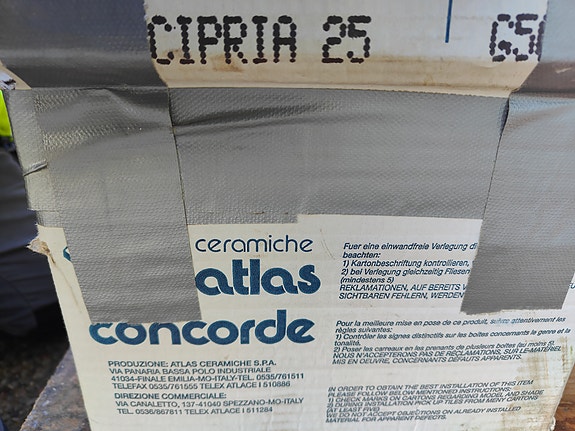 CIPRIA 25 G5
ceramiche
atlas
concorde
PRODUZIONE: ATLAS CERAMICHE S.P.A.
VIA PANARIA BASSA POLO INDUSTRIALE
41034-FINALE EMILIA-MO-ITALY-TEL. 0535/761511
TELEFAX 0535/761555 TELEX ATLACE I 510886
DIREZIONE COMMERCIALE:
VIA CANALETTO, 137-41040 SPEZZANO-MO-ITALY
TEL. 0536/867811 TELEX ATLACE I 511284
Fuer eine einwandfreie Verlegung di
beachten:
1) Kartonbeschriftung kontrollieren,
2) bei Verlegung gleichzeitig Fliesen
(mindestens 5)
REKLAMATIONEN, AUF BEREITS V
SICHTBAREN FEHLERN, WERDEN
Pour la meilleure mise en pose de ce produit, suivre attentivement les
règles suivantes:
1) Contrôler les signes distinctifs sur les boîtes concernants le genre et la
tonalité.
2) Poser les carreaux en les prenants de plusieurs boîtes (au moins 5).
NOUS N'ACCEPTERONS PAS DE RECLAMS, SUR LE MATÉRIEL
MIS EN OEUVRE, CONCERNANTS DÉFAUTS APPARENTS.
IN ORDER TO OBTAIN THE BEST INSTALLATION OF THIS ITEM
PLEASE FOLLOW BELOW MENTIONED INSTRUCTIONS:
1) CHECK MARKS ON CARTONS REGARDING MODEL AND SHADE
2) DURING INSTALLATION PICK UP TILES FROM MENY CARTONS
(AT LEAST FIVE)
WE DO NOT ACCEPT OBJECTIONS ON ALREADY INSTALLED
MATERIAL FOR APPARENT DEFECTS.